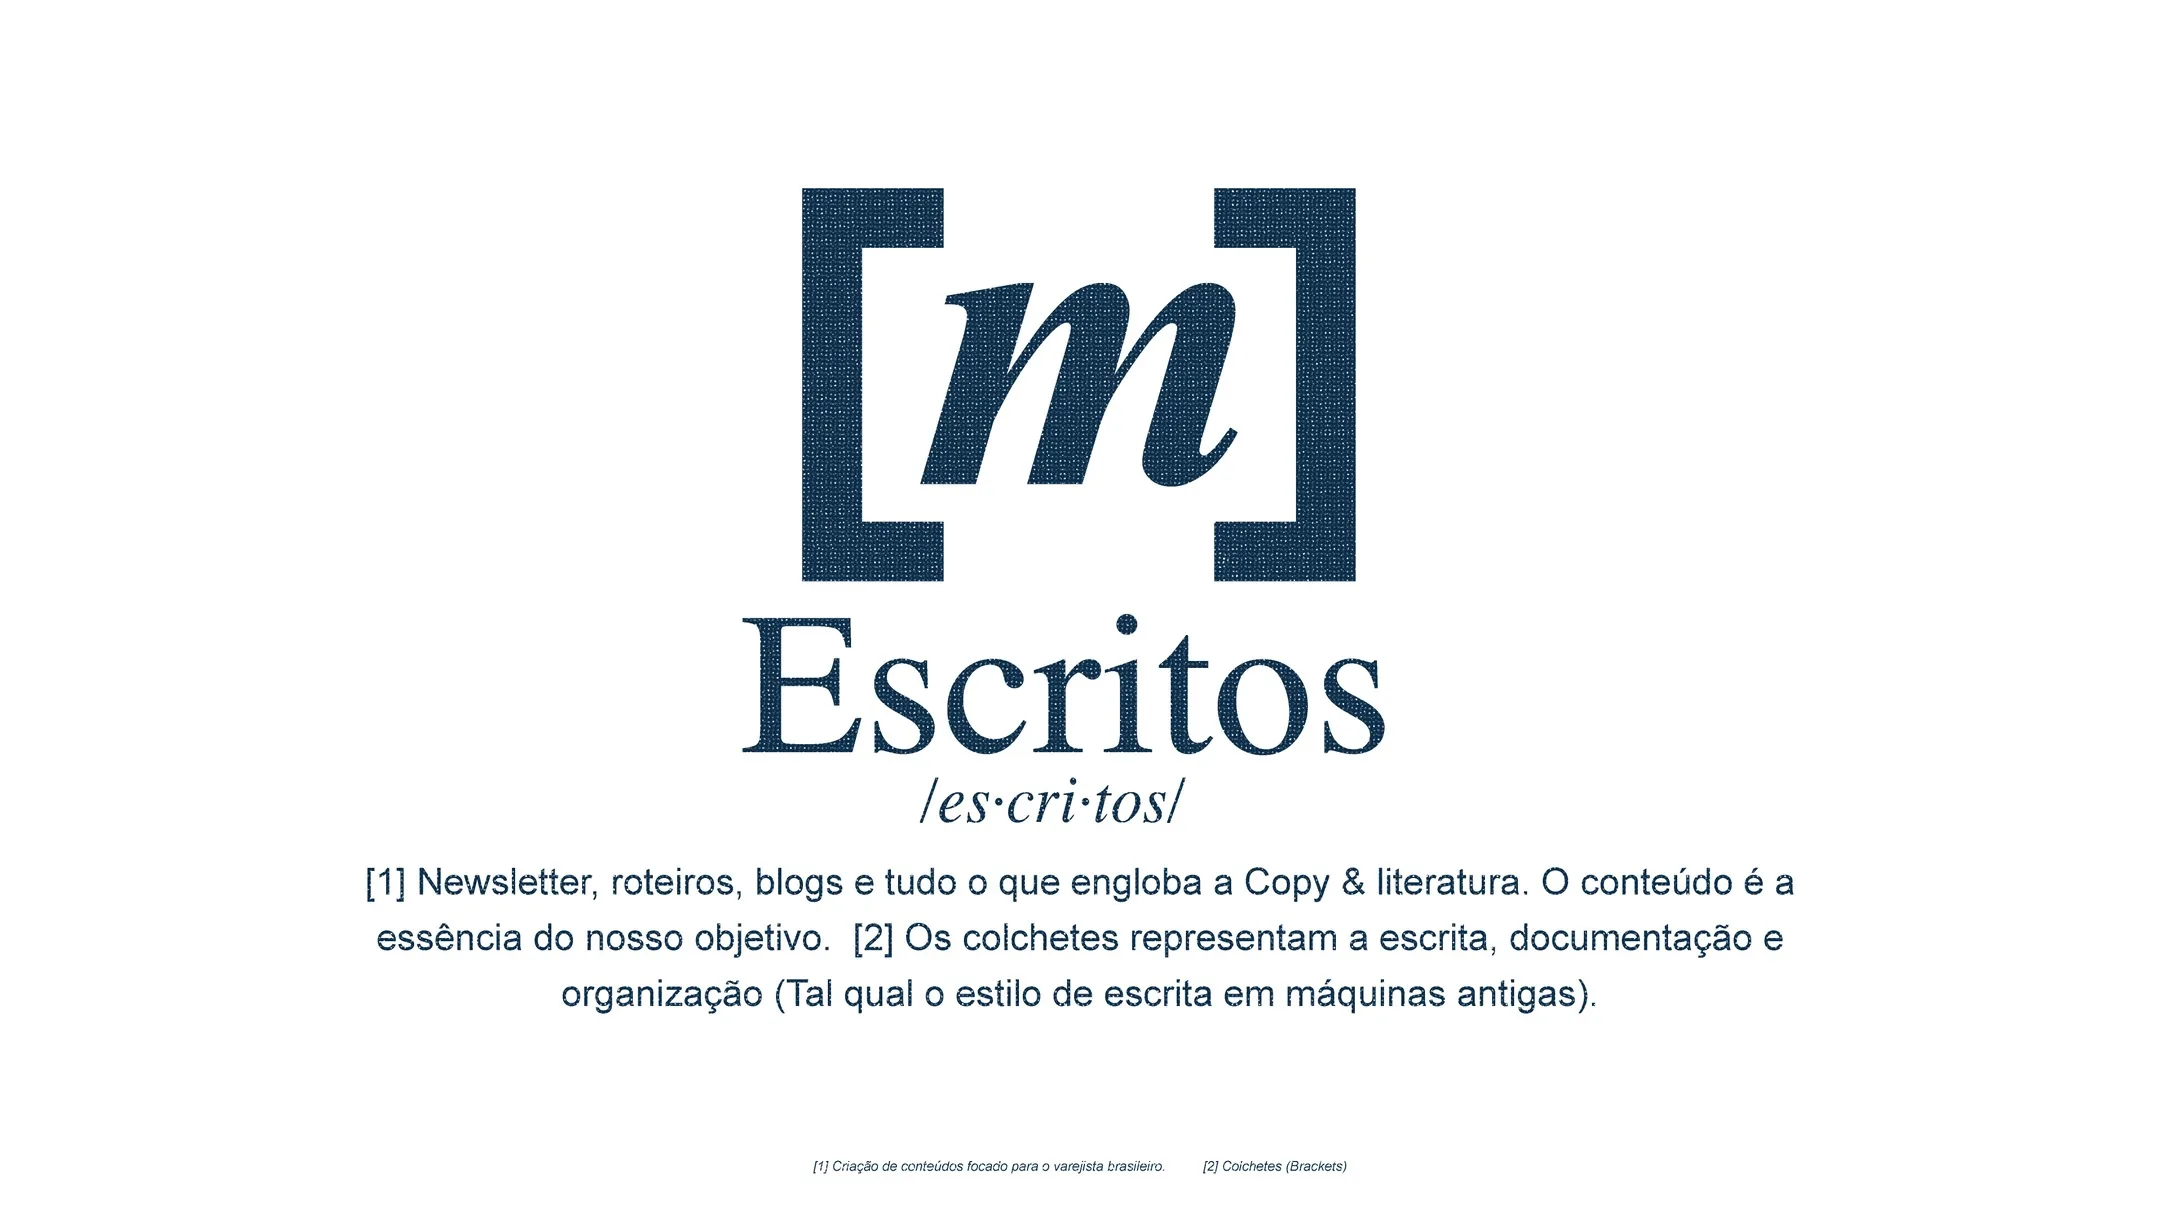 [m]
Escritos
/es·cri·tos/
[1] Newsletter, roteiros, blogs e tudo o que engloba a Copy & literatura. O conteúdo é a
essência do nosso objetivo.  [2] Os colchetes representam a escrita, documentação e
organização (Tal qual o estilo de escrita em máquinas antigas).
[1] Criação de conteúdos focado para o varejista brasileiro. [2] Colchetes (Brackets)